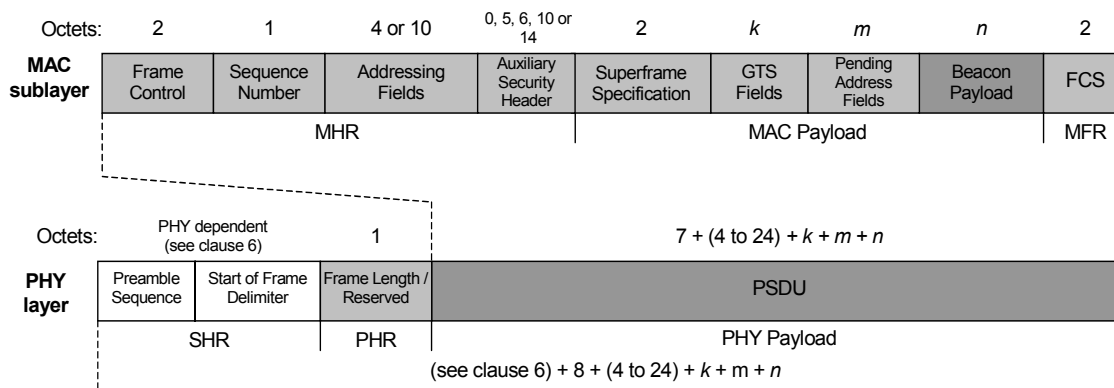 Octets: 2 1 4 or 10 0, 5, 6, 10 or 14 2 k m n 2
MAC sublayer
Frame Control
Sequence Number
Addressing Fields
Auxiliary Security Header
Superframe Specification
GTS Fields
Pending Address Fields
Beacon Payload
FCS
MHR MAC Payload MFR
Octets: PHY dependent (see clause 6) 1 7 + (4 to 24) + k + m + n
PHY layer
Preamble Sequence
Start of Frame Delimiter
Frame Length / Reserved
PSDU
SHR PHR PHY Payload
(see clause 6) + 8 + (4 to 24) + k + m + n